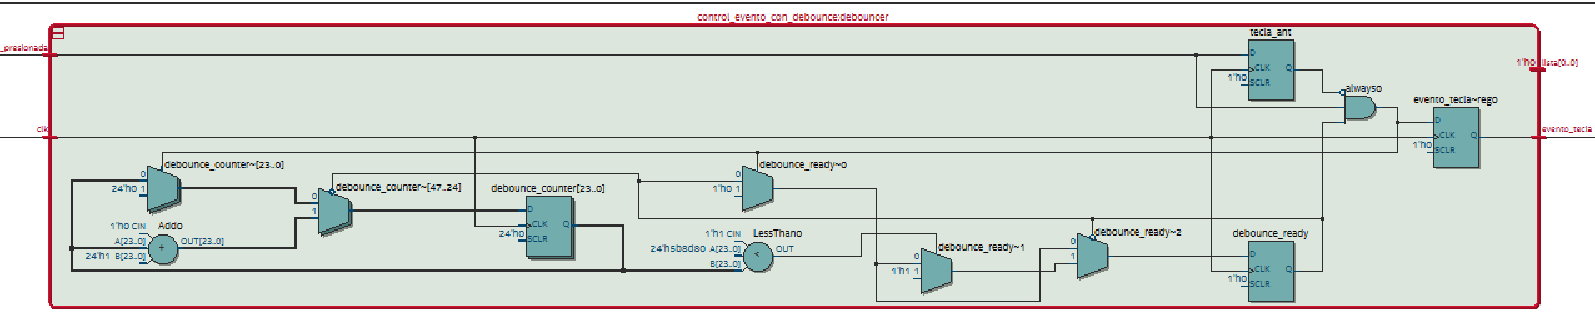 control_evento_con_debounce:debouncer
_presionada
tecla_ant
D
CLK
Q
1'h0
SCLR
1'h0
lista[0..0]
always0
evento_tecla~reg0
D
CLK
Q
1'h0
SCLR
clk
evento_tecla
debounce_counter~[23..0]
0
24'h0 1
debounce_counter~[47..24]
0
1
debounce_counter[23..0]
D
CLK
Q
24'h0
SCLR
debounce_ready~0
0
1'h0 1
Add0
1'h0 CIN
A[23..0]
24'h1 B[23..0]
+
OUT[23..0]
LessThan0
1'h1 CIN
24'h5b8d80 A[23..0]
B[23..0]
<
OUT
debounce_ready~1
0
1'h1 1
debounce_ready~2
0
1
debounce_ready
D
CLK
Q
1'h0
SCLR